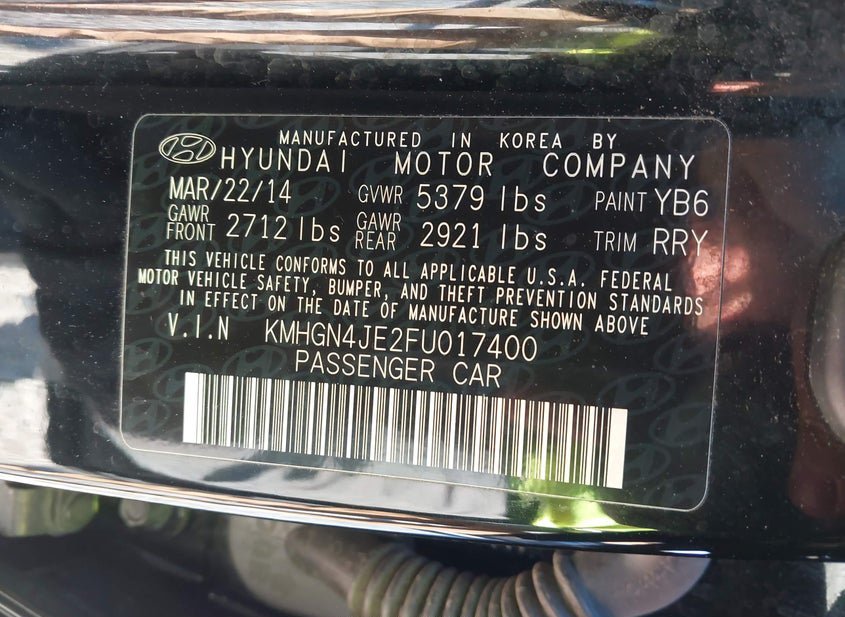 MANUFACTURED IN KOREA BY
HYUNDAI MOTOR COMPANY
MAR/22/14 GVWR 5379 lbs PAINT YB6
GAWR FRONT 2712 lbs GAWR REAR 2921 lbs TRIM RRY
THIS VEHICLE CONFORMS TO ALL APPLICABLE U.S.A. FEDERAL
MOTOR VEHICLE SAFETY, BUMPER, AND THEFT PREVENTION STANDARDS
IN EFFECT ON THE DATE OF MANUFACTURE SHOWN ABOVE
V.I.N KMHGN4JE2FU017400
PASSENGER CAR